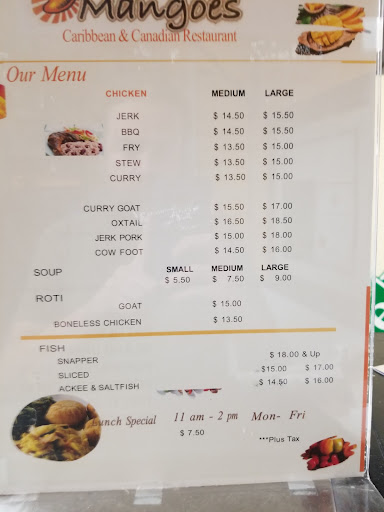 Mangoes
Caribbean & Canadian Restaurant
Our Menu
CHICKEN MEDIUM LARGE
JERK $ 14.50 $ 15.50
BBQ $ 14.50 $ 15.50
FRY $ 13.50 $ 15.00
STEW $ 13.50 $ 15.00
CURRY $ 13.50 $ 15.00
CURRY GOAT $ 15.50 $ 17.00
OXTAIL $ 16.50 $ 18.50
JERK PORK $ 15.00 $ 18.00
COW FOOT $ 14.50 $ 16.00
SMALL MEDIUM LARGE
SOUP $ 5.50 $ 7.50 $ 9.00
ROTI
GOAT $ 15.00
BONELESS CHICKEN $ 13.50
FISH
SNAPPER $ 18.00 & Up
SLICED $15.00 $ 17.00
ACKEE & SALTFISH $ 14.50 $ 16.00
Lunch Special 11 am - 2 pm Mon- Fri
$ 7.50
***Plus Tax